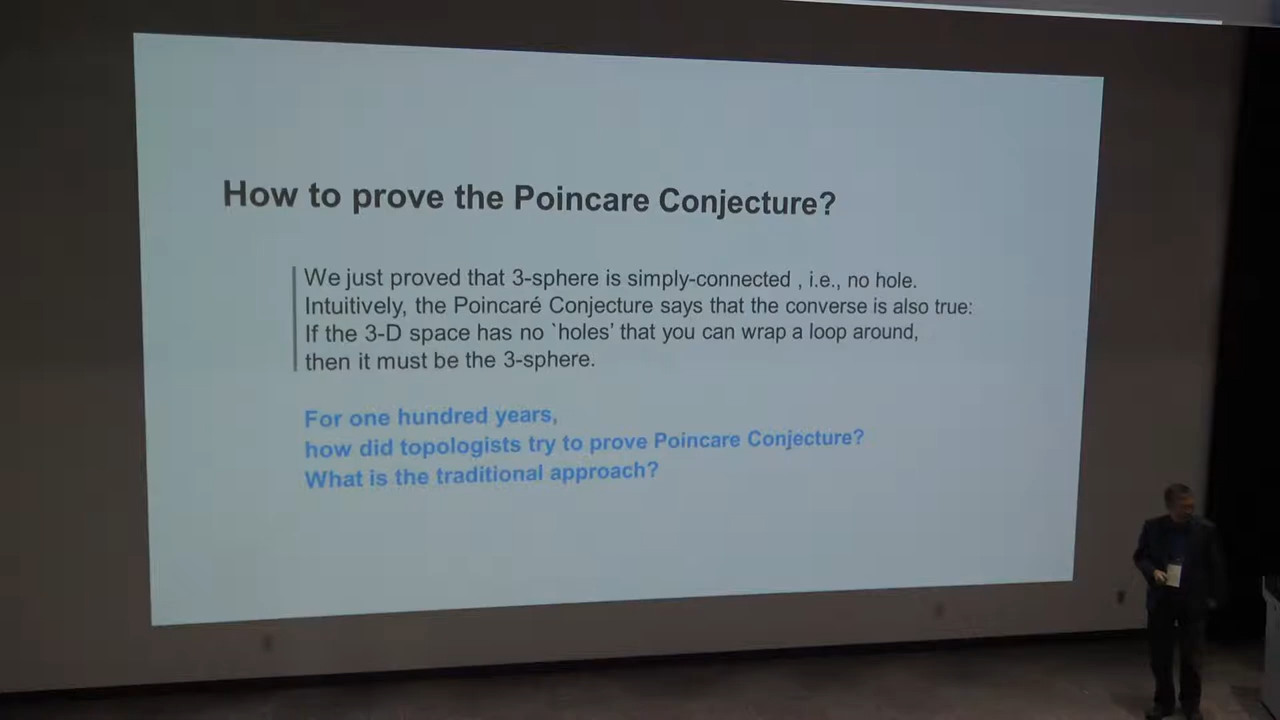 How to prove the Poincare Conjecture?
We just proved that 3-sphere is simply-connected , i.e., no hole.
Intuitively, the Poincaré Conjecture says that the converse is also true:
If the 3-D space has no `holes' that you can wrap a loop around,
then it must be the 3-sphere.
For one hundred years,
how did topologists try to prove Poincare Conjecture?
What is the traditional approach?